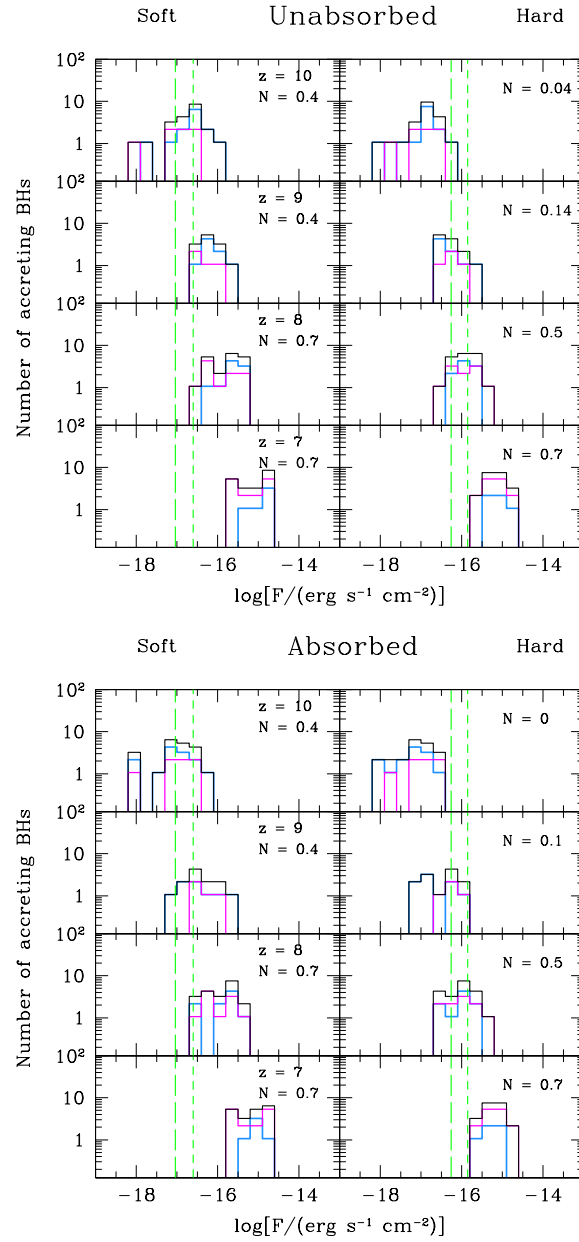 Soft Unabsorbed Hard
Number of accreting BHs
10²
10
1
z = 10
N = 0.4
N = 0.04
10²
10
1
z = 9
N = 0.4
N = 0.14
10²
10
1
z = 8
N = 0.7
N = 0.5
10²
10
1
z = 7
N = 0.7
N = 0.7
−18 −16 −14 −18 −16 −14
log[F/(erg s⁻¹ cm⁻²)]
Soft Absorbed Hard
Number of accreting BHs
10²
10
1
z = 10
N = 0.4
N = 0
10²
10
1
z = 9
N = 0.4
N = 0.1
10²
10
1
z = 8
N = 0.7
N = 0.5
10²
10
1
z = 7
N = 0.7
N = 0.7
−18 −16 −14 −18 −16 −14
log[F/(erg s⁻¹ cm⁻²)]